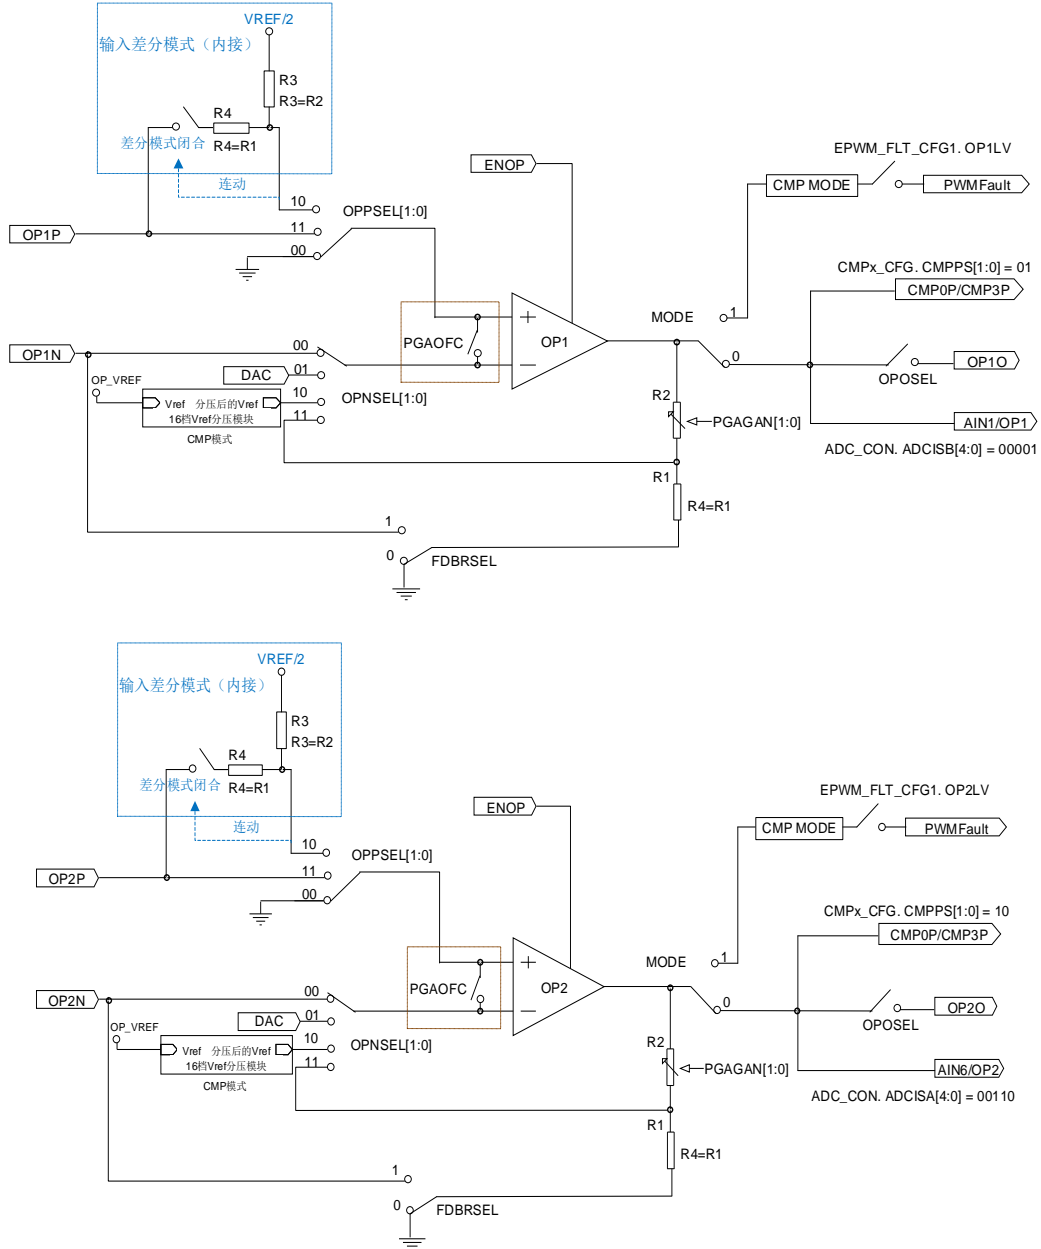 VREF/2
输入差分模式（内接）
R3
R3=R2
R4
差分模式闭合
R4=R1
连动
10
OPPSEL[1:0]
OP1P
11
00
ENOP
EPWM_FLT_CFG1. OP1LV
CMP MODE
PWMFault
CMPx_CFG. CMPPS[1:0] = 01
CMP0P/CMP3P
MODE
1
0
PGAOFC
+
−
OP1
OP1N
00
DAC
01
OP_VREF
10
OPNSEL[1:0]
Vref 分压后的Vref
16档Vref分压模块
11
CMP模式
OPOSEL
OP1O
R2
PGAGAN[1:0]
AIN1/OP1
ADC_CON. ADCISB[4:0] = 00001
R1
R4=R1
1
0
FDBRSEL
VREF/2
输入差分模式（内接）
R3
R3=R2
R4
差分模式闭合
R4=R1
连动
10
OPPSEL[1:0]
OP2P
11
00
ENOP
EPWM_FLT_CFG1. OP2LV
CMP MODE
PWMFault
CMPx_CFG. CMPPS[1:0] = 10
CMP0P/CMP3P
MODE
1
0
PGAOFC
+
−
OP2
OP2N
00
DAC
01
OP_VREF
10
OPNSEL[1:0]
Vref 分压后的Vref
16档Vref分压模块
11
CMP模式
OPOSEL
OP2O
R2
PGAGAN[1:0]
AIN6/OP2
ADC_CON. ADCISA[4:0] = 00110
R1
R4=R1
1
0
FDBRSEL